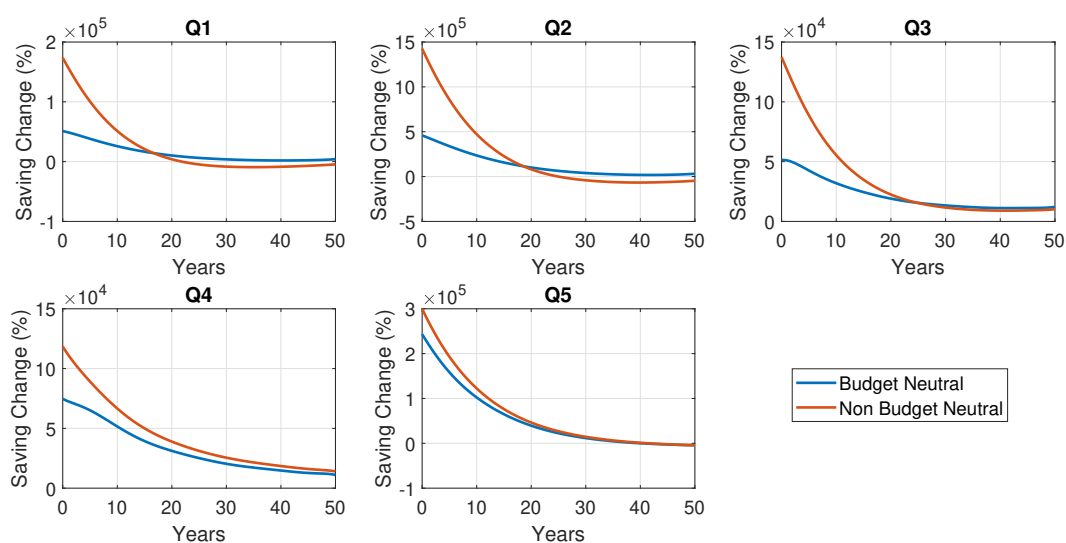 Q1
×10^5
Saving Change (%)
2
1
0
-1
0 10 20 30 40 50
Years
Q2
×10^5
Saving Change (%)
15
10
5
0
-5
0 10 20 30 40 50
Years
Q3
×10^4
Saving Change (%)
15
10
5
0
0 10 20 30 40 50
Years
Q4
×10^4
Saving Change (%)
15
10
5
0
0 10 20 30 40 50
Years
Q5
×10^5
Saving Change (%)
3
2
1
0
-1
0 10 20 30 40 50
Years
Budget Neutral
Non Budget Neutral